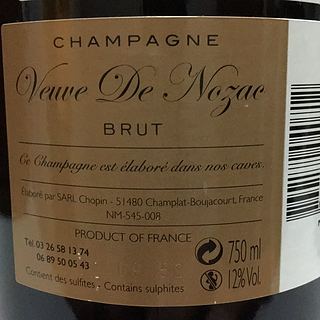 CHAMPAGNE
Veuve De Nozac
BRUT
Ce Champagne est élaboré dans nos caves.
Élaboré par SARL Chopin - 51480 Champlat-Boujacourt, France
NM-545-008
PRODUCT OF FRANCE
Tél. 03 26 58 13 74
06 89 50 05 43
750 ml
12% Vol.
Contient des sulfites - Contains sulphites